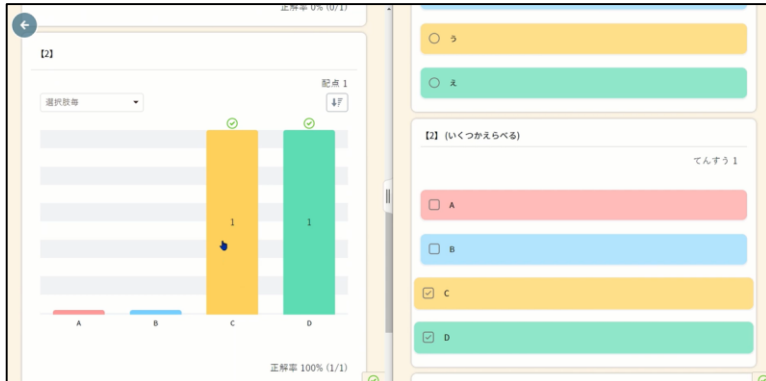 正解率 0% (0/1)
【2】
配点 1
選択肢毎
1
1
A
B
C
D
正解率 100% (1/1)
う
え
【2】 (いくつかえらべる)
てんすう 1
A
B
C
D